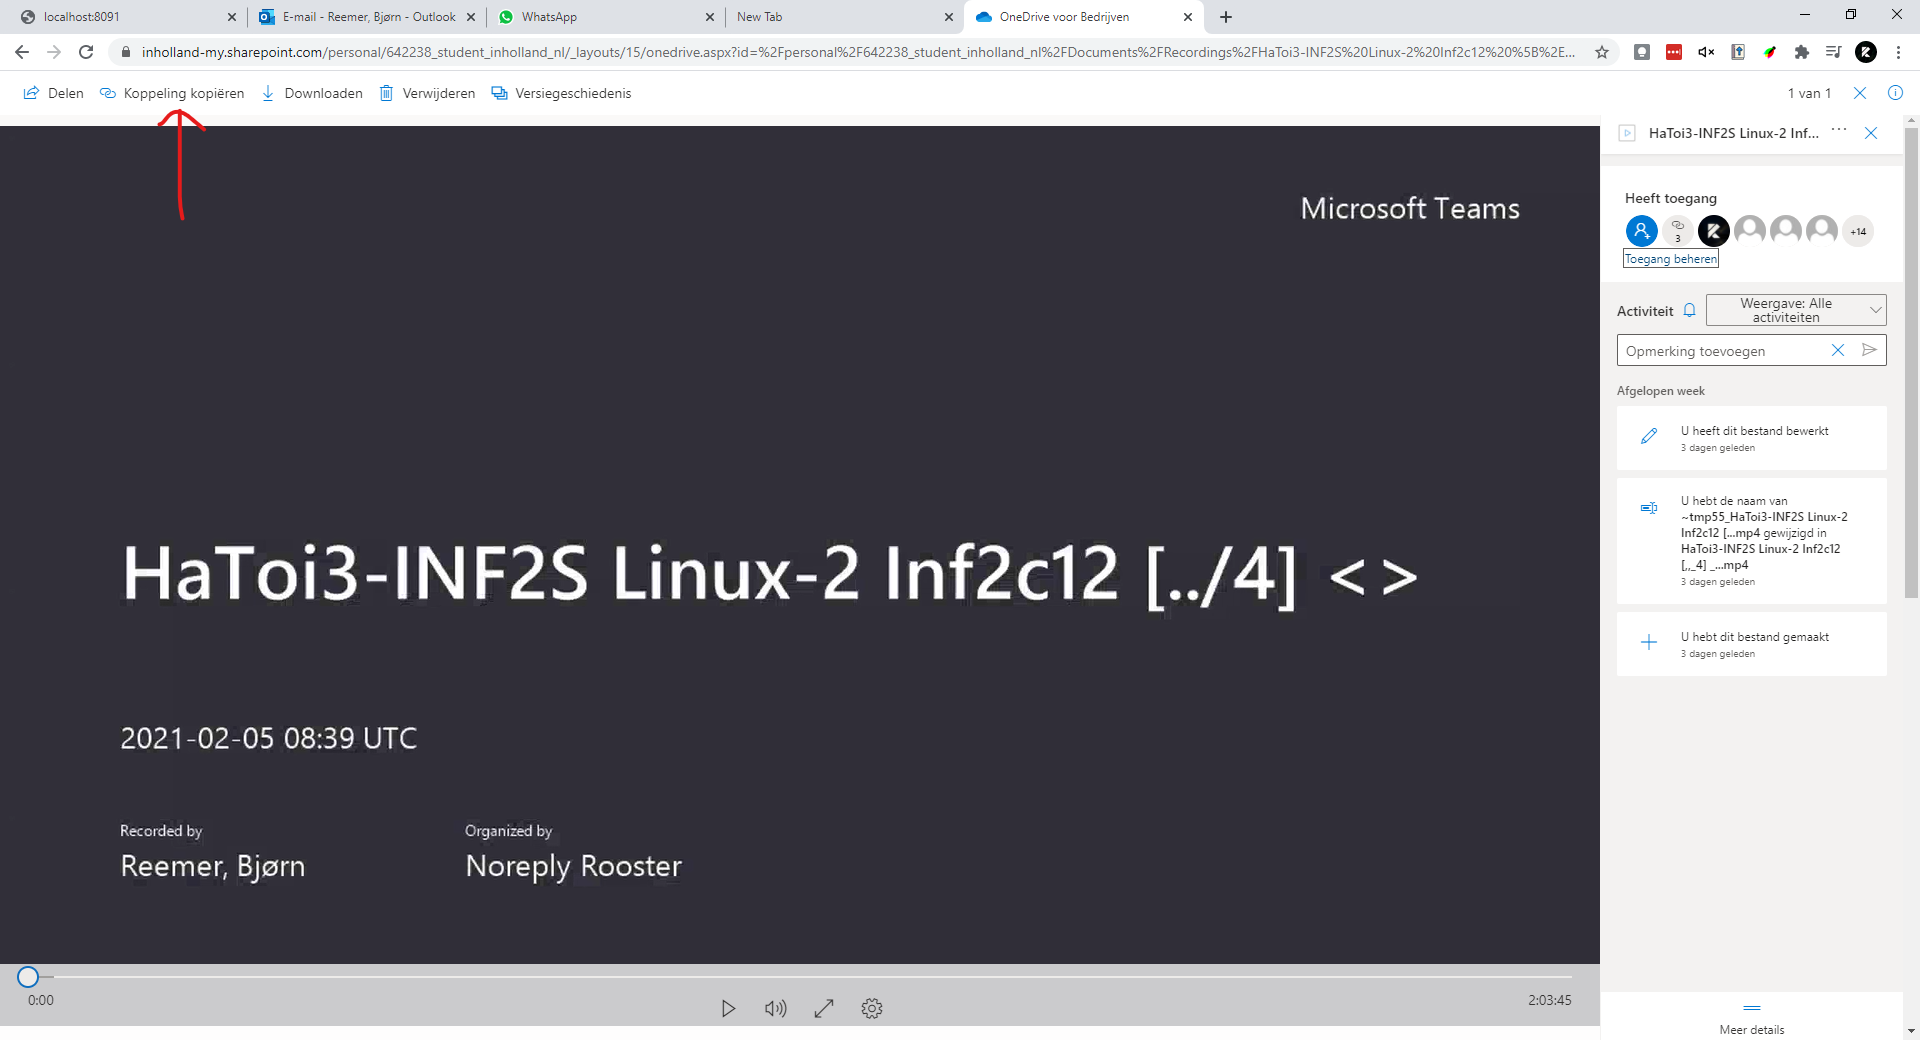 localhost:8091
E-mail - Reemer, Bjørn - Outlook
WhatsApp
New Tab
OneDrive voor Bedrijven
inholland-my.sharepoint.com/personal/642238_student_inholland_nl/_layouts/15/onedrive.aspx?id=%2Fpersonal%2F642238_student_inholland_nl%2FDocuments%2FRecordings%2FHaToi3-INF2S%20Linux-2%20Inf2c12%20%5B%2E...
Delen
Koppeling kopiëren
Downloaden
Verwijderen
Versiegeschiedenis
1 van 1
Microsoft Teams
HaToi3-INF2S Linux-2 Inf2c12 [../4] <>
2021-02-05 08:39 UTC
Recorded by
Reemer, Bjørn
Organized by
Noreply Rooster
0:00
2:03:45
HaToi3-INF2S Linux-2 Inf...
Heeft toegang
3
+14
Toegang beheren
Activiteit
Weergave: Alle
activiteiten
Opmerking toevoegen
Afgelopen week
U heeft dit bestand bewerkt
3 dagen geleden
U hebt de naam van
~tmp55_HaToi3-INF2S Linux-2
Inf2c12 [...mp4 gewijzigd in
HaToi3-INF2S Linux-2 Inf2c12
[,,_4] _...mp4
3 dagen geleden
U hebt dit bestand gemaakt
3 dagen geleden
Meer details